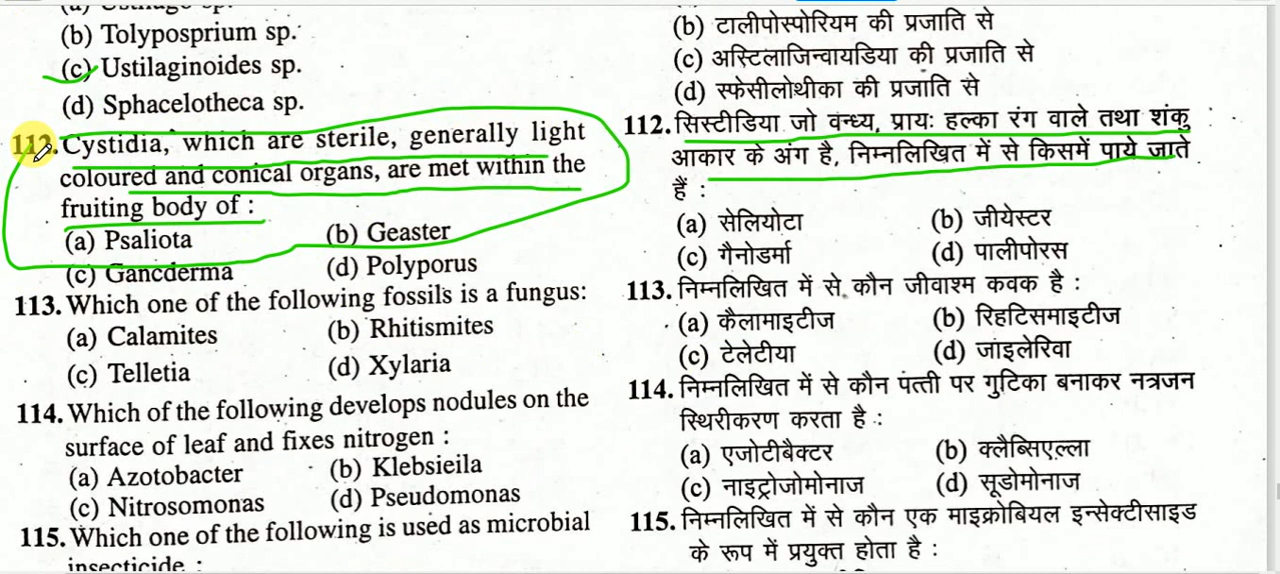 (b) Tolyposprium sp.
(c) Ustilaginoides sp.
(d) Sphacelotheca sp.
112. Cystidia, which are sterile, generally light
coloured and conical organs, are met within the
fruiting body of :
(a) Psaliota (b) Geaster
(c) Gancderma (d) Polyporus
113. Which one of the following fossils is a fungus:
(a) Calamites (b) Rhitismites
(c) Telletia (d) Xylaria
114. Which of the following develops nodules on the
surface of leaf and fixes nitrogen :
(a) Azotobacter (b) Klebsieila
(c) Nitrosomonas (d) Pseudomonas
115. Which one of the following is used as microbial
insecticide :
(b) टालीपोस्पोरियम की प्रजाति से
(c) अस्टिलाजिन्वायडिया की प्रजाति से
(d) स्फेसीलोथीका की प्रजाति से
112. सिस्टीडिया जो वन्ध्य, प्रायः हल्का रंग वाले तथा शंकु
आकार के अंग है, निम्नलिखित में से किसमें पाये जाते
हैं :
(a) सेलियोटा (b) जीयेस्टर
(c) गैनोडर्मा (d) पालीपोरस
113. निम्नलिखित में से कौन जीवाश्म कवक है :
(a) कैलामाइटीज (b) रिहटिसमाइटीज
(c) टेलेटीया (d) जांइलेरिवा
114. निम्नलिखित में से कौन पत्ती पर गुटिका बनाकर नत्रजन
स्थिरीकरण करता है :
(a) एजोटीबैक्टर (b) क्लैब्सिएल्ला
(c) नाइट्रोजोमोनाज (d) सूडोमोनाज
115. निम्नलिखित में से कौन एक माइक्रोबियल इन्सेक्टीसाइड
के रूप में प्रयुक्त होता है :